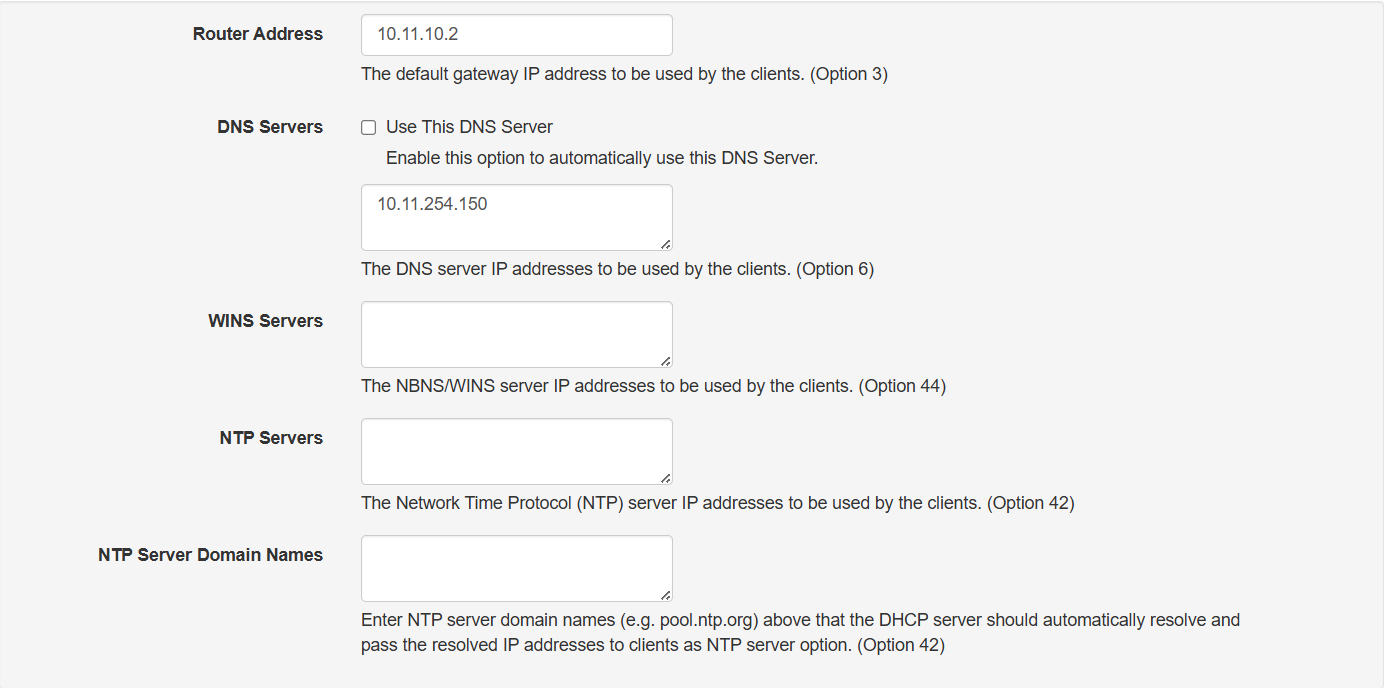 Router Address
10.11.10.2
The default gateway IP address to be used by the clients. (Option 3)
DNS Servers
Use This DNS Server
Enable this option to automatically use this DNS Server.
10.11.254.150
The DNS server IP addresses to be used by the clients. (Option 6)
WINS Servers
The NBNS/WINS server IP addresses to be used by the clients. (Option 44)
NTP Servers
The Network Time Protocol (NTP) server IP addresses to be used by the clients. (Option 42)
NTP Server Domain Names
Enter NTP server domain names (e.g. pool.ntp.org) above that the DHCP server should automatically resolve and
pass the resolved IP addresses to clients as NTP server option. (Option 42)